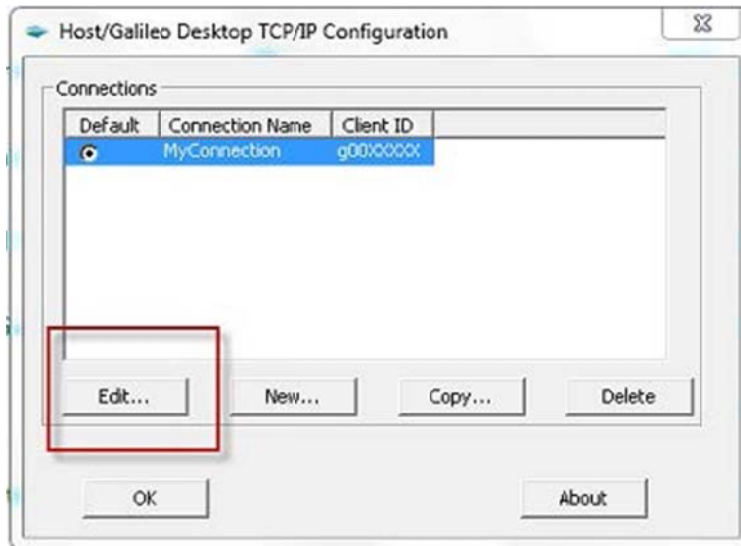 Host/Galileo Desktop TCP/IP Configuration
Connections
Default Connection Name Client ID
MyConnection g00XXXXX
Edit... New... Copy... Delete
OK About